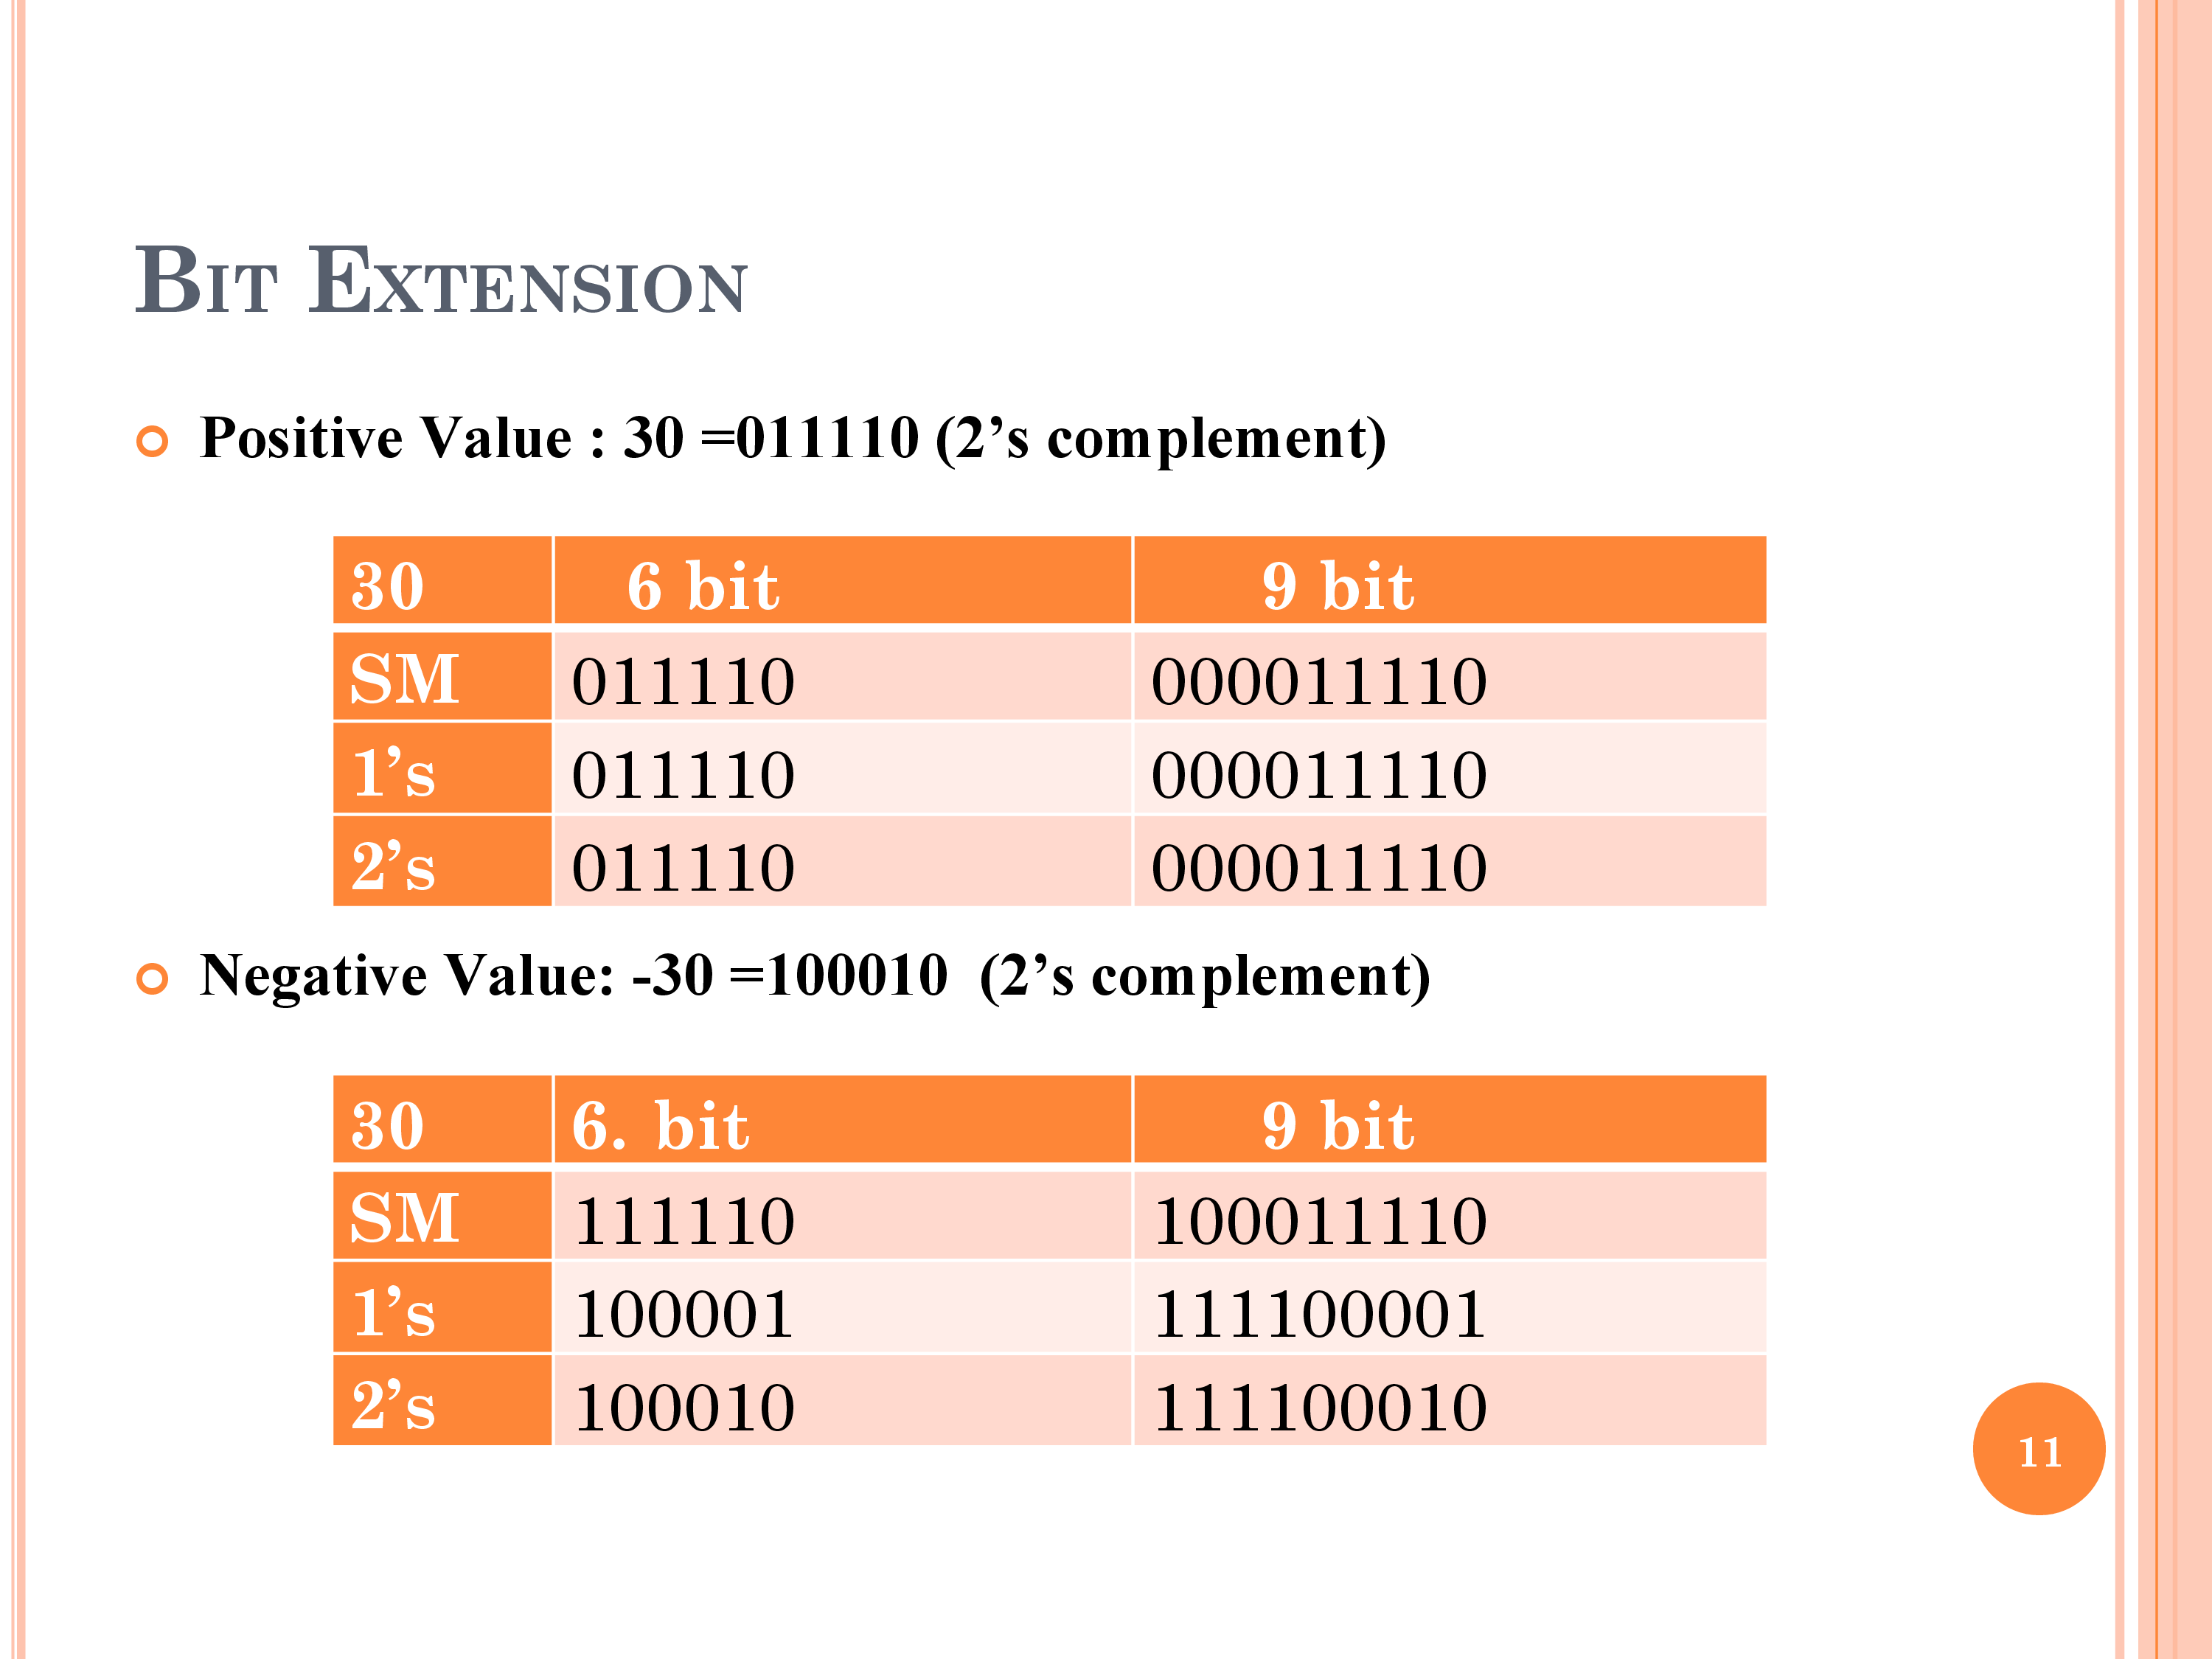 BIT EXTENSION
Positive Value : 30 =011110 (2’s complement)
30 6 bit 9 bit
SM 011110 000011110
1’s 011110 000011110
2’s 011110 000011110
Negative Value: -30 =100010 (2’s complement)
30 6. bit 9 bit
SM 111110 100011110
1’s 100001 111100001
2’s 100010 111100010
11